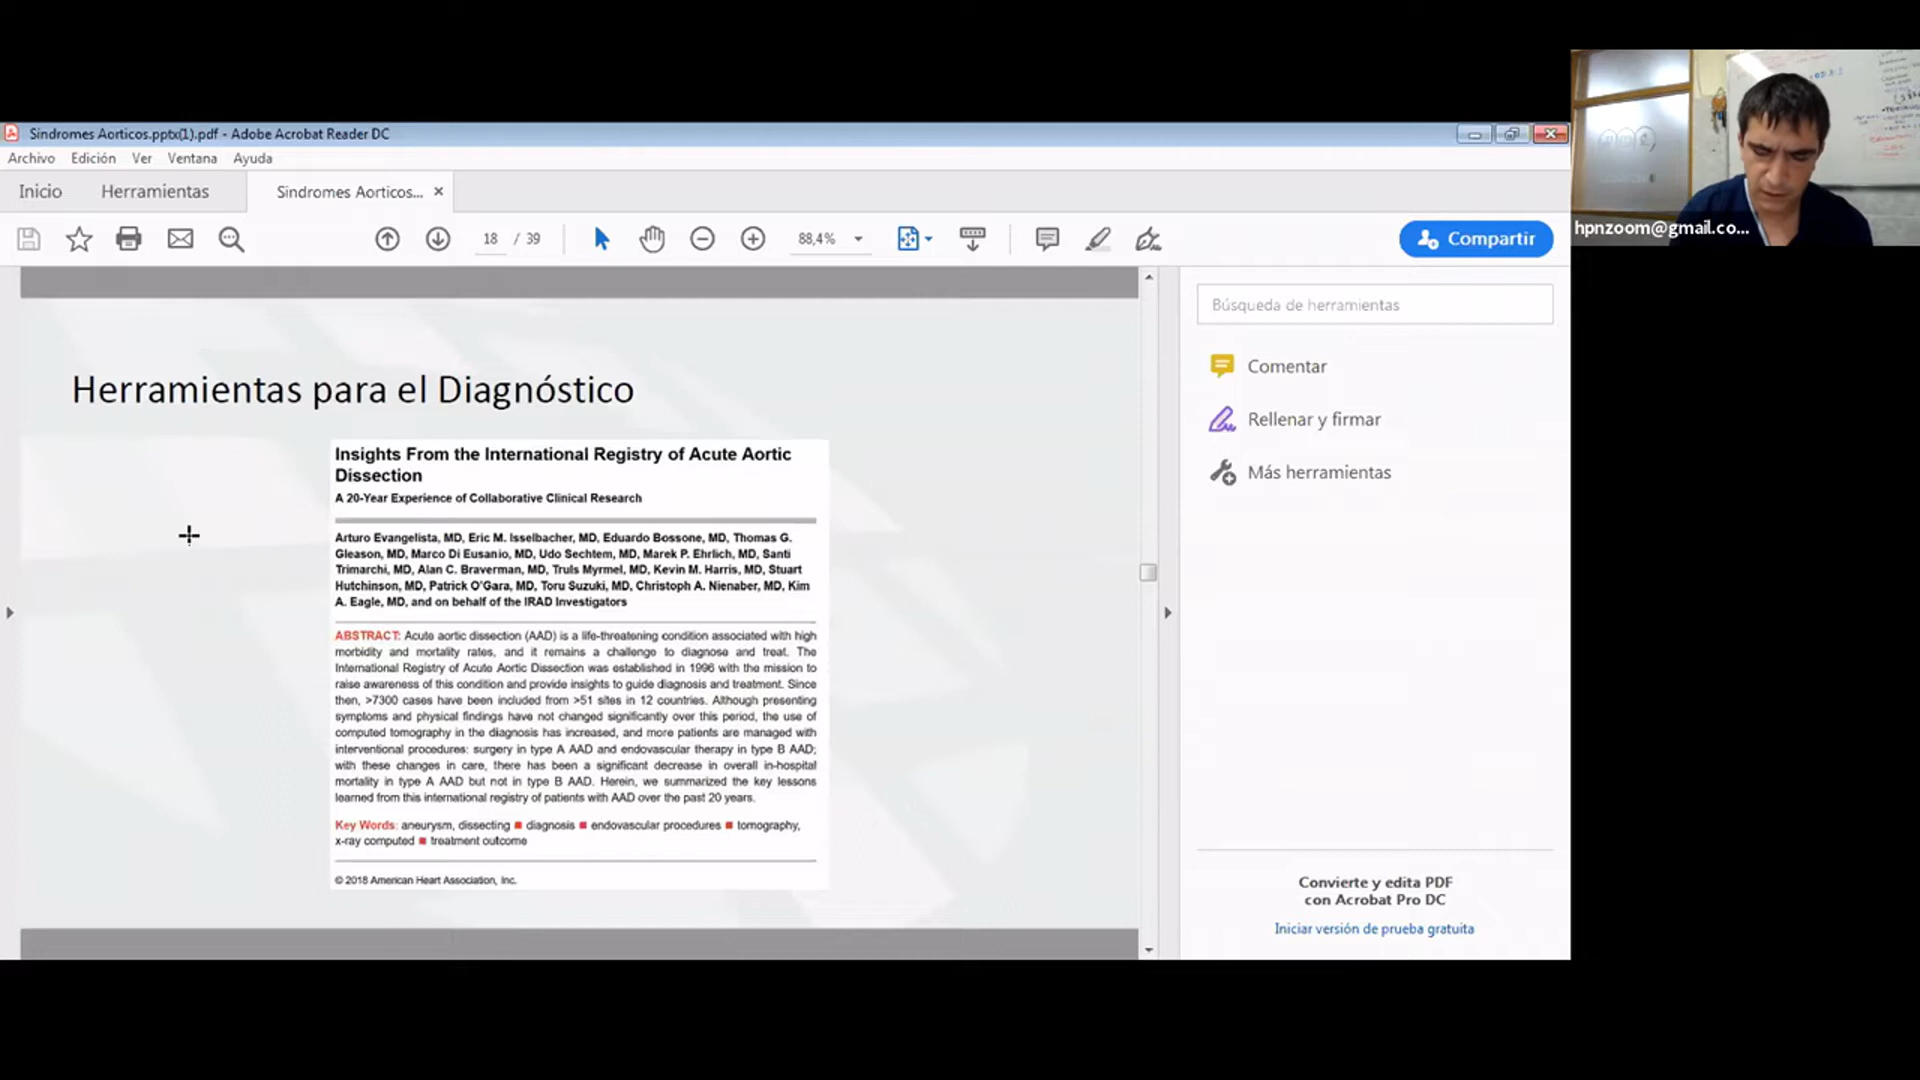 Sindromes Aorticos.pptx(1).pdf - Adobe Acrobat Reader DC
Archivo Edición Ver Ventana Ayuda
Inicio Herramientas Sindromes Aorticos... ×
18 / 39 88,4% Compartir
Herramientas para el Diagnóstico
Insights From the International Registry of Acute Aortic
Dissection
A 20-Year Experience of Collaborative Clinical Research
Arturo Evangelista, MD, Eric M. Isselbacher, MD, Eduardo Bossone, MD, Thomas G.
Gleason, MD, Marco Di Eusanio, MD, Udo Sechtem, MD, Marek P. Ehrlich, MD, Santi
Trimarchi, MD, Alan C. Braverman, MD, Truls Myrmel, MD, Kevin M. Harris, MD, Stuart
Hutchinson, MD, Patrick O'Gara, MD, Toru Suzuki, MD, Christoph A. Nienaber, MD, Kim
A. Eagle, MD, and on behalf of the IRAD Investigators
ABSTRACT: Acute aortic dissection (AAD) is a life-threatening condition associated with high
morbidity and mortality rates, and it remains a challenge to diagnose and treat. The
International Registry of Acute Aortic Dissection was established in 1996 with the mission to
raise awareness of this condition and provide insights to guide diagnosis and treatment. Since
then, >7300 cases have been included from >51 sites in 12 countries. Although presenting
symptoms and physical findings have not changed significantly over this period, the use of
computed tomography in the diagnosis has increased, and more patients are managed with
interventional procedures: surgery in type A AAD and endovascular therapy in type B AAD;
with these changes in care, there has been a significant decrease in overall in-hospital
mortality in type A AAD but not in type B AAD. Herein, we summarized the key lessons
learned from this international registry of patients with AAD over the past 20 years.
Key Words: aneurysm, dissecting ■ diagnosis ■ endovascular procedures ■ tomography,
x-ray computed ■ treatment outcome
© 2018 American Heart Association, Inc.
Búsqueda de herramientas
Comentar
Rellenar y firmar
Más herramientas
Convierte y edita PDF
con Acrobat Pro DC
Iniciar versión de prueba gratuita
hpnzoom@gmail.co...